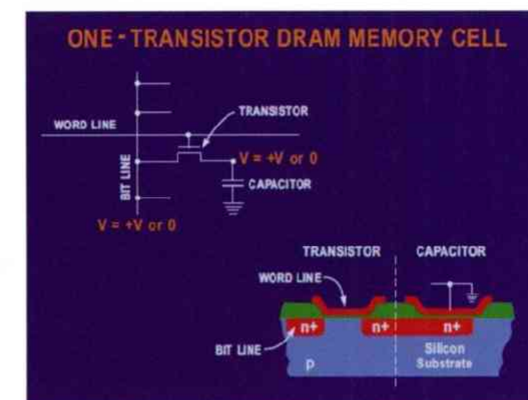 ONE - TRANSISTOR DRAM MEMORY CELL
TRANSISTOR
WORD LINE
BIT LINE
V = +V or 0
CAPACITOR
V = +V or 0
TRANSISTOR
CAPACITOR
WORD LINE
n+
n+
n+
BIT LINE
p
Silicon
Substrate